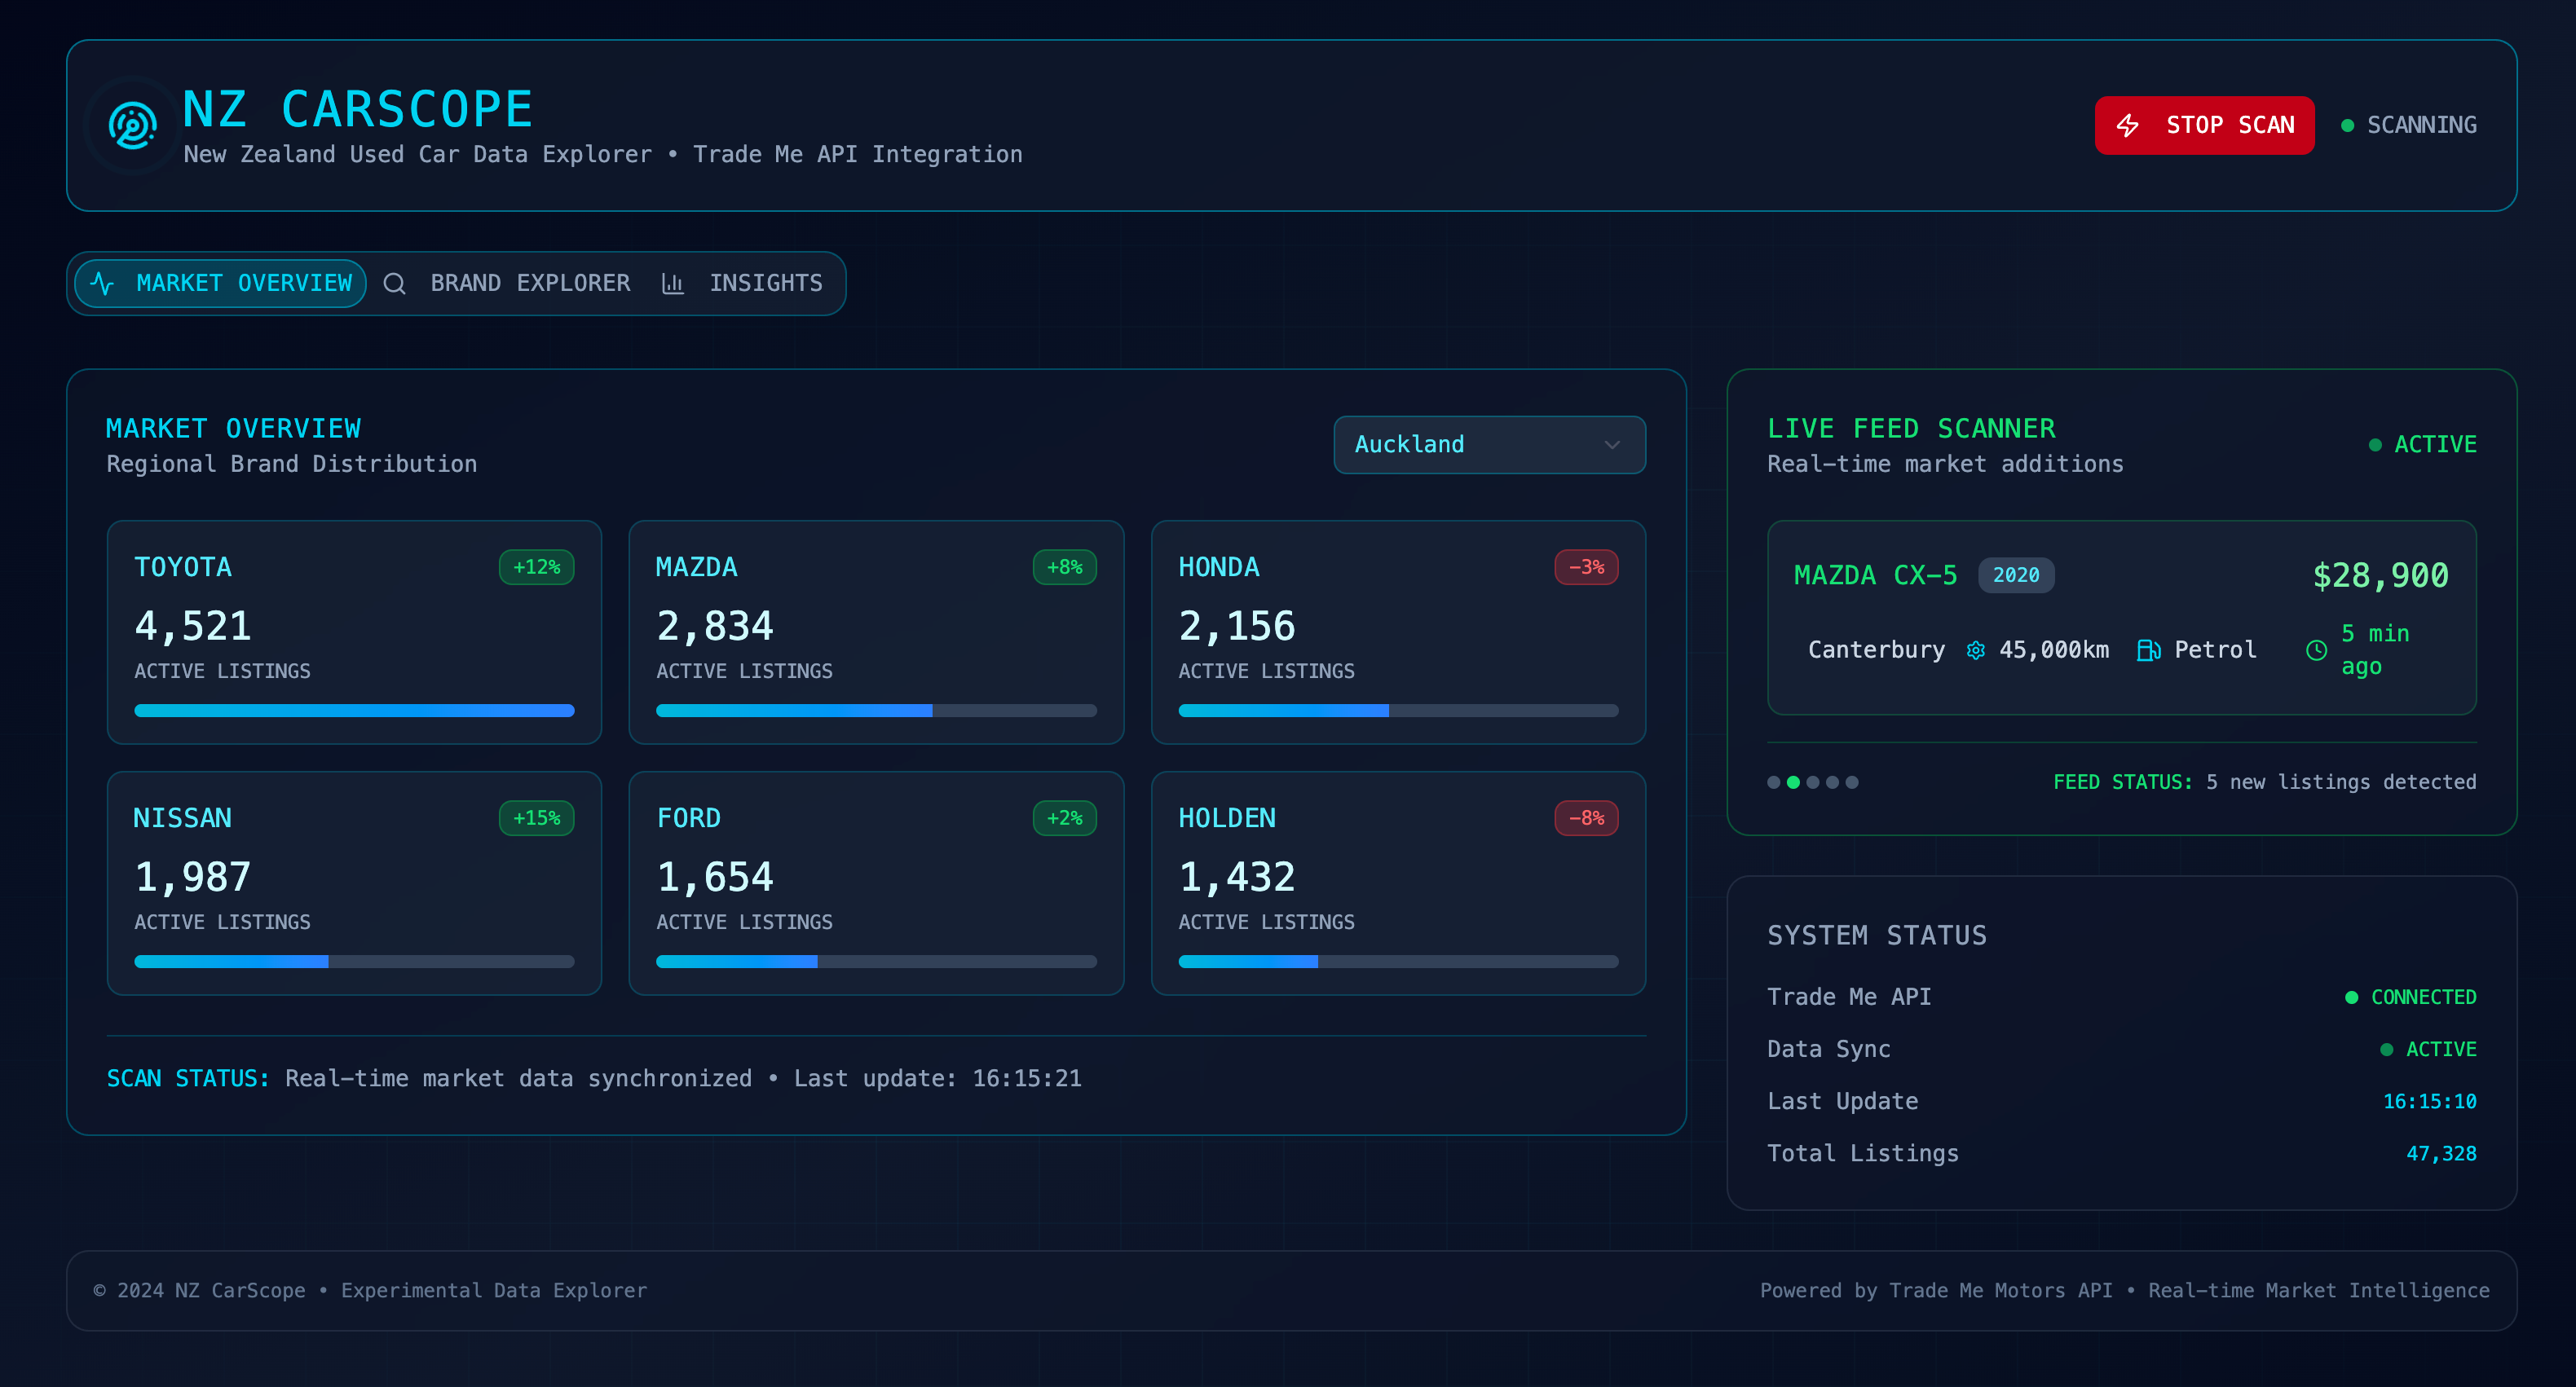 NZ CARSCOPE
New Zealand Used Car Data Explorer • Trade Me API Integration
STOP SCAN
SCANNING
MARKET OVERVIEW
BRAND EXPLORER
INSIGHTS
MARKET OVERVIEW
Regional Brand Distribution
Auckland
TOYOTA
+12%
4,521
ACTIVE LISTINGS
MAZDA
+8%
2,834
ACTIVE LISTINGS
HONDA
-3%
2,156
ACTIVE LISTINGS
NISSAN
+15%
1,987
ACTIVE LISTINGS
FORD
+2%
1,654
ACTIVE LISTINGS
HOLDEN
-8%
1,432
ACTIVE LISTINGS
SCAN STATUS: Real-time market data synchronized • Last update: 16:15:21
LIVE FEED SCANNER
Real-time market additions
ACTIVE
MAZDA CX-5 2020
$28,900
Canterbury 45,000km Petrol
5 min
ago
FEED STATUS: 5 new listings detected
SYSTEM STATUS
Trade Me API
CONNECTED
Data Sync
ACTIVE
Last Update
16:15:10
Total Listings
47,328
© 2024 NZ CarScope • Experimental Data Explorer
Powered by Trade Me Motors API • Real-time Market Intelligence